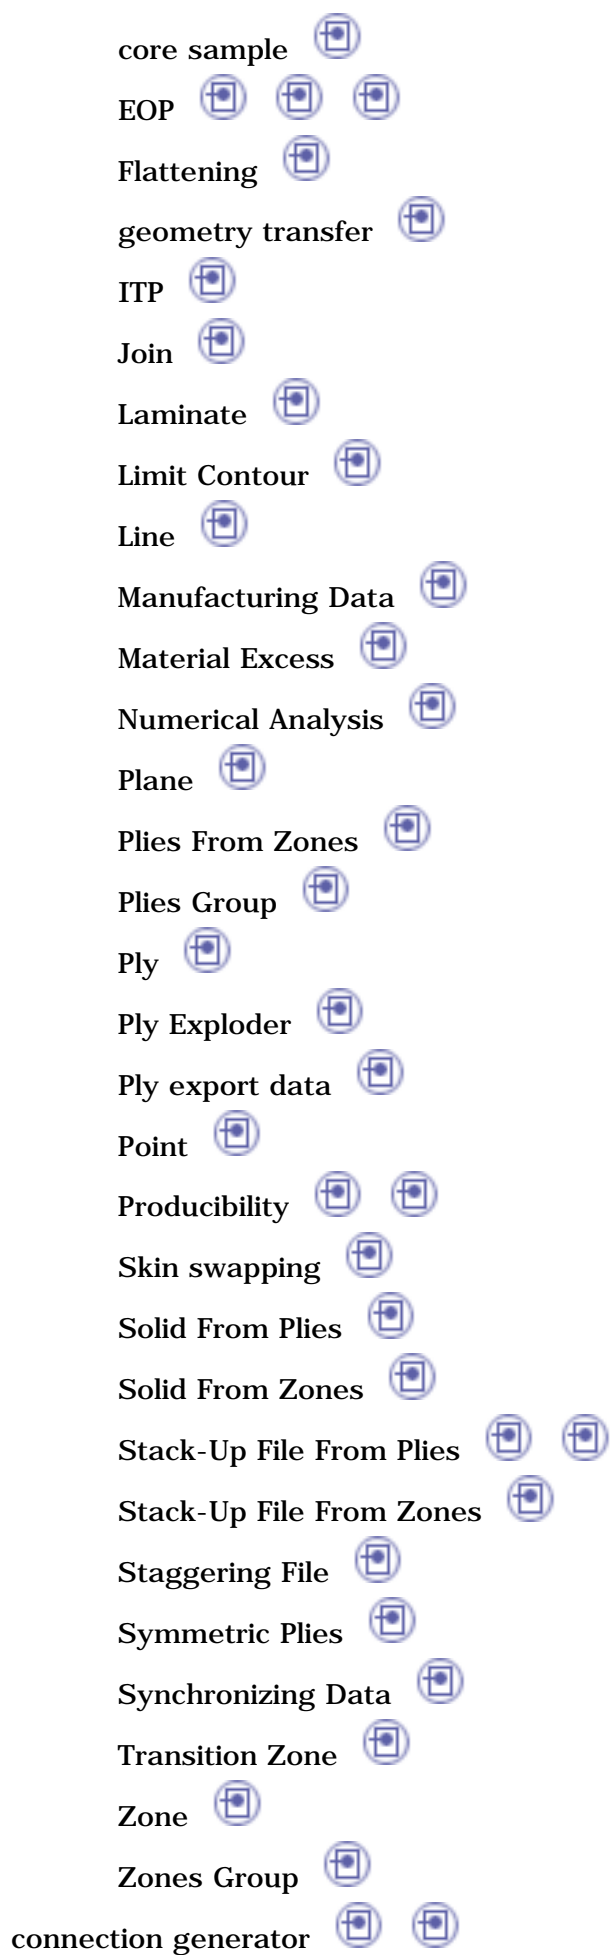 core sample
EOP
Flattening
geometry transfer
ITP
Join
Laminate
Limit Contour
Line
Manufacturing Data
Material Excess
Numerical Analysis
Plane
Plies From Zones
Plies Group
Ply
Ply Exploder
Ply export data
Point
Producibility
Skin swapping
Solid From Plies
Solid From Zones
Stack-Up File From Plies
Stack-Up File From Zones
Staggering File
Symmetric Plies
Synchronizing Data
Transition Zone
Zone
Zones Group
connection generator